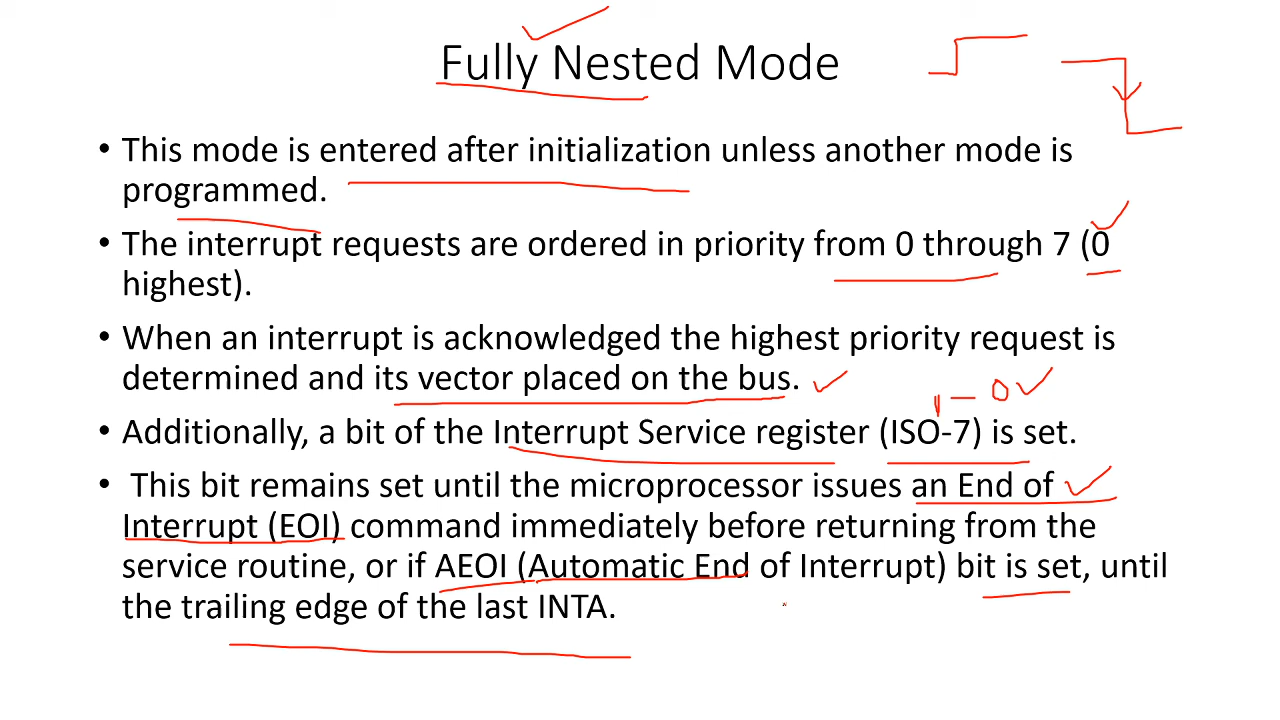 Fully Nested Mode
• This mode is entered after initialization unless another mode is
programmed.
• The interrupt requests are ordered in priority from 0 through 7 (0
highest).
• When an interrupt is acknowledged the highest priority request is
determined and its vector placed on the bus.
1 — 0
• Additionally, a bit of the Interrupt Service register (ISO-7) is set.
• This bit remains set until the microprocessor issues an End of
Interrupt (EOI) command immediately before returning from the
service routine, or if AEOI (Automatic End of Interrupt) bit is set, until
the trailing edge of the last INTA.